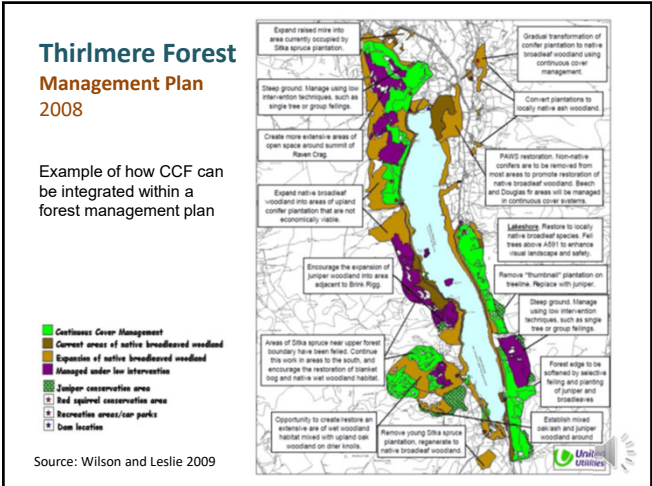 Thirlmere Forest
Management Plan
2008
Example of how CCF can
be integrated within a
forest management plan
Continuous Cover Management
Current areas of native broadleaved woodland
Expansion of native broadleaved woodland
Managed under low intervention
Juniper conservation area
Red squirrel conservation area
Recreation areas/car parks
Dam location
Source: Wilson and Leslie 2009
Expand raised mire into
area currently occupied by
Sitka spruce plantation.
Steep ground. Manage using low
intervention techniques, such as
single tree or group fellings.
Create more extensive areas of
open space around summit of
Raven Crag.
Expand native broadleaf
woodland into areas of upland
conifer plantation that are not
economically viable.
Encourage the expansion of
juniper woodland into area
adjacent to Brink Rigg.
Areas of Sitka spruce near upper forest
boundary have been felled. Continue
this work in areas to the south, and
encourage the restoration of blanket
bog and native wet woodland habitat.
Opportunity to create/restore an
extensive are of wet woodland
habitat mixed with upland oak
woodland on drier knolls.
Remove young Sitka spruce
plantation, regenerate to
native broadleaf woodland.
Gradual transformation of
conifer plantation to native
broadleaf woodland using
continuous cover
management.
Convert plantations to
locally native ash woodland.
PAWS restoration. Non-native
conifers are to be removed from
most areas to promote restoration of
native broadleaf woodland. Beech
and Douglas fir areas will be managed
in continuous cover systems.
Lakeshore. Restore to locally
native broadleaf species. Fell
trees above A591 to enhance
visual landscape and safety.
Remove "thumbnail" plantation on
treeline. Replace with juniper.
Steep ground. Manage
using low intervention
techniques, such as single
tree or group fellings.
Forest edge to be
softened by selective
felling and planting
of juniper and
broadleaves
Establish mixed
oak/ash and juniper
woodland around
United
Utilities